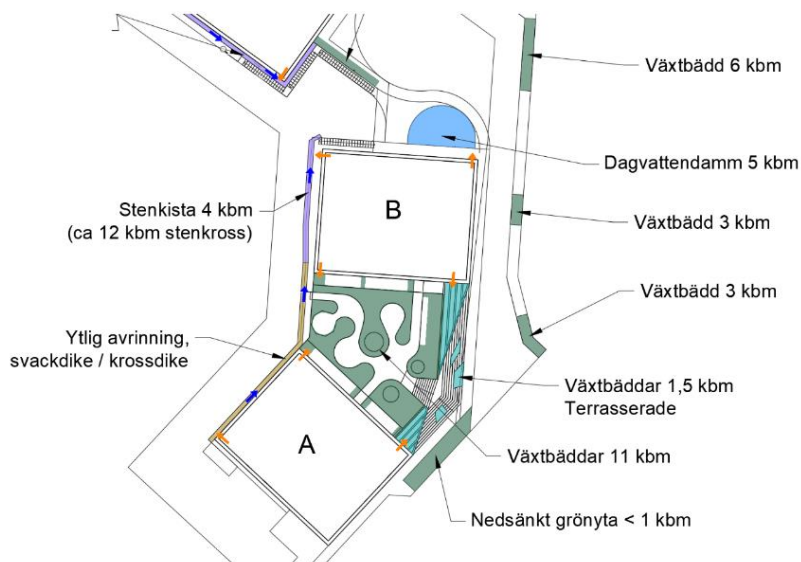 Växtbädd 6 kbm
Dagvattendamm 5 kbm
B
Stenkista 4 kbm
(ca 12 kbm stenkross)
Växtbädd 3 kbm
Växtbädd 3 kbm
Ytlig avrinning,
svackdike / krossdike
Växtbäddar 1,5 kbm
Terrasserade
A
Växtbäddar 11 kbm
Nedsänkt grönyta < 1 kbm